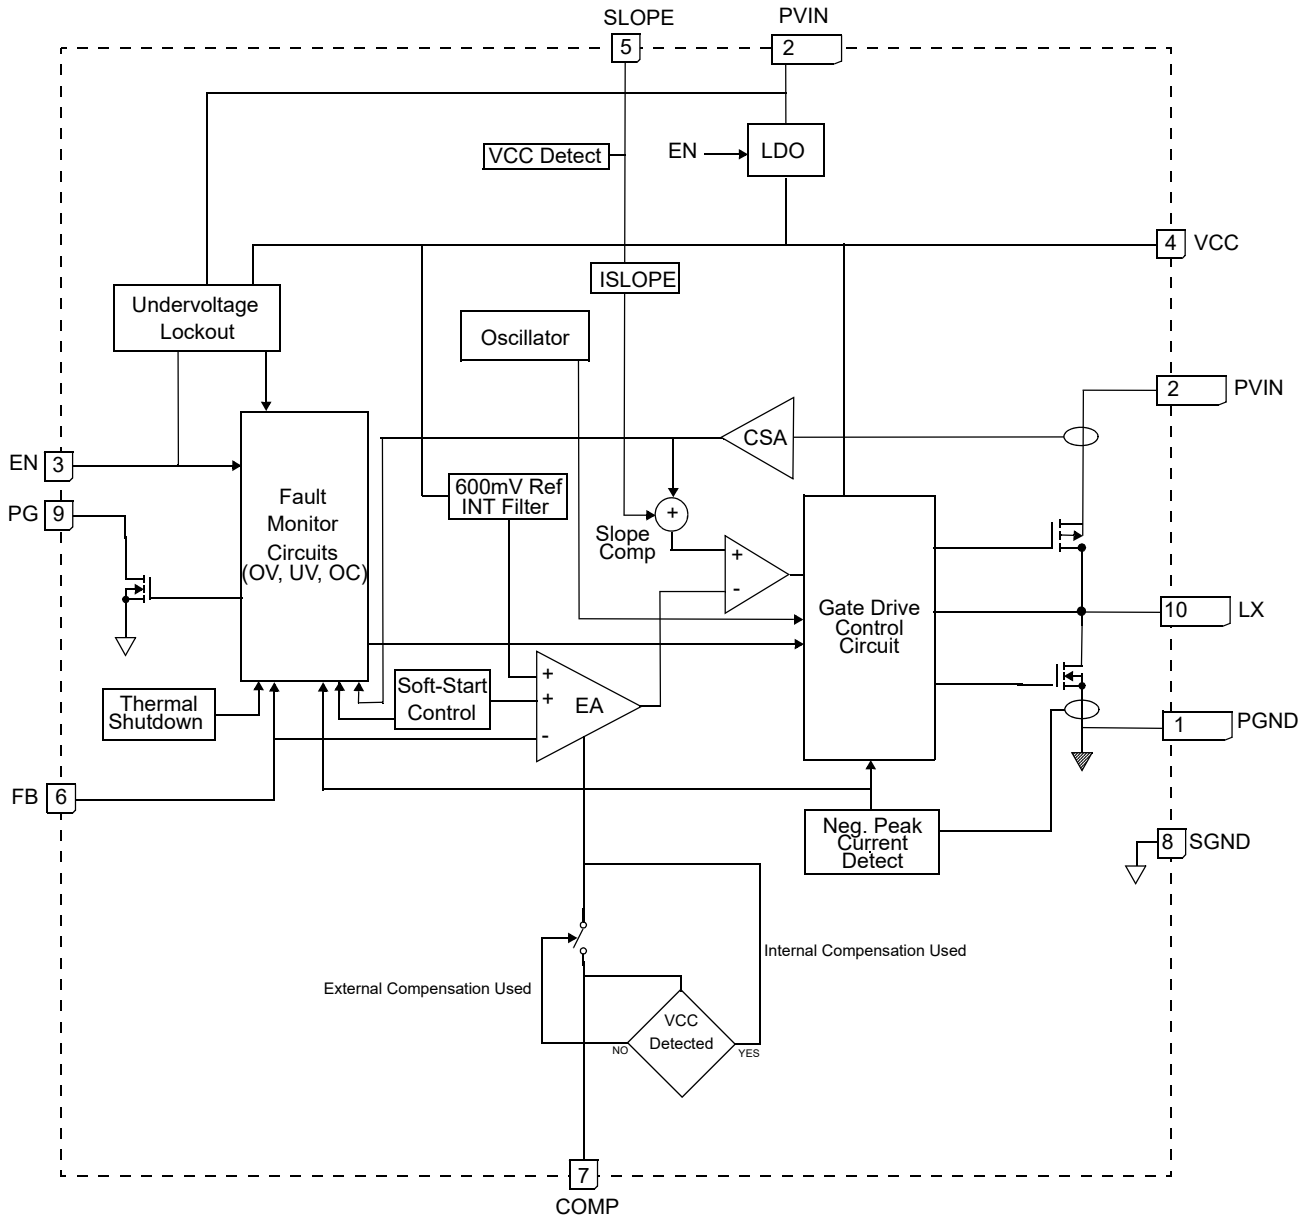 SLOPE
5
PVIN
2
VCC Detect
EN
LDO
4
VCC
ISLOPE
Undervoltage
Lockout
Oscillator
2
PVIN
CSA
EN
3
PG
9
Fault
Monitor
Circuits
(OV, UV, OC)
600mV Ref
INT Filter
+
Slope
Comp
+
-
Gate Drive
Control
Circuit
10
LX
Thermal
Shutdown
Soft-Start
Control
+
+
-
EA
1
PGND
FB
6
Neg. Peak
Current
Detect
8
SGND
Internal Compensation Used
External Compensation Used
VCC
Detected
NO
YES
7
COMP